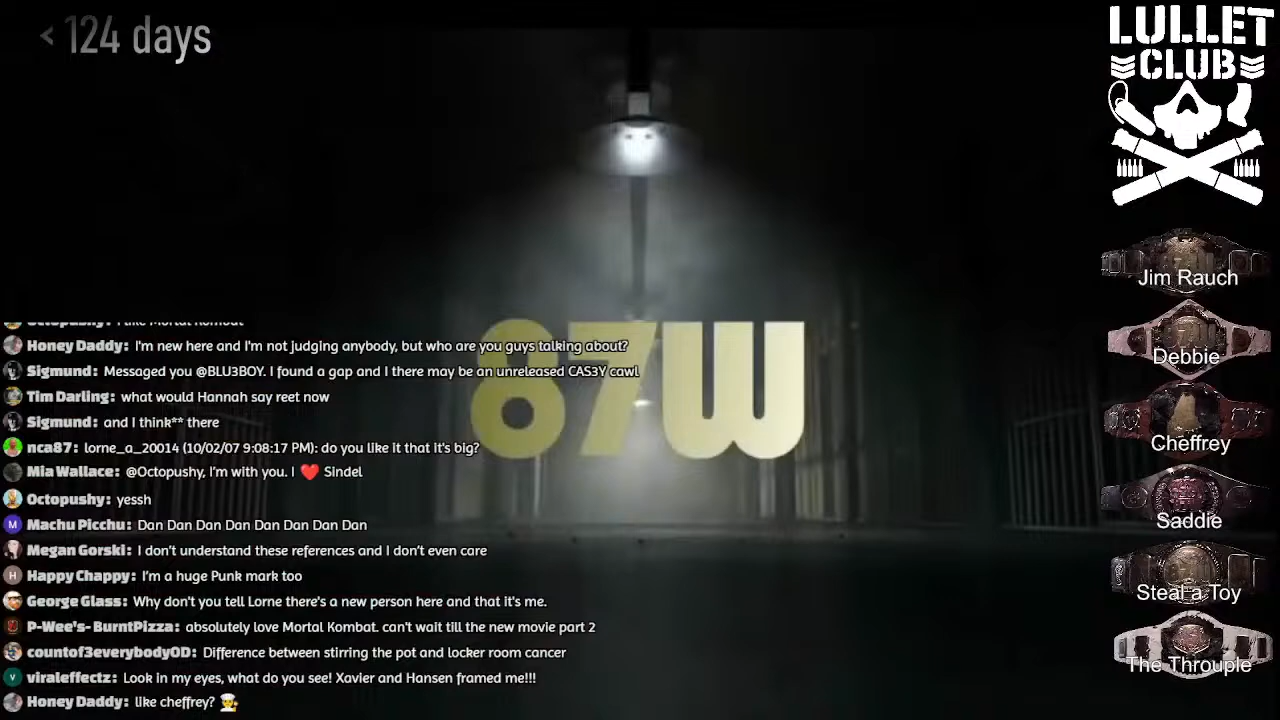 < 124 days
LULLET
CLUB
87W
Jim Rauch
Debbie
Cheffrey
Saddie
Steal a Toy
The Throuple
Octopushy: I like Mortal Kombat
Honey Daddy: I'm new here and I'm not judging anybody, but who are you guys talking about?
Sigmund: Messaged you @BLU3BOY. I found a gap and I there may be an unreleased CAS3Y cawl
Tim Darling: what would Hannah say reet now
Sigmund: and I think** there
nca87: lorne_a_20014 (10/02/07 9:08:17 PM): do you like it that it's big?
Mia Wallace: @Octopushy, I'm with you. I ❤️ Sindel
Octopushy: yessh
M Machu Picchu: Dan Dan Dan Dan Dan Dan Dan Dan
Megan Gorski: I don't understand these references and I don't even care
H Happy Chappy: I'm a huge Punk mark too
George Glass: Why don't you tell Lorne there's a new person here and that it's me.
P-Wee's- BurntPizza: absolutely love Mortal Kombat. can't wait till the new movie part 2
countof3everybodyOD: Difference between stirring the pot and locker room cancer
V viraleffectz: Look in my eyes, what do you see! Xavier and Hansen framed me!!!
Honey Daddy: like cheffrey? 👨‍🍳